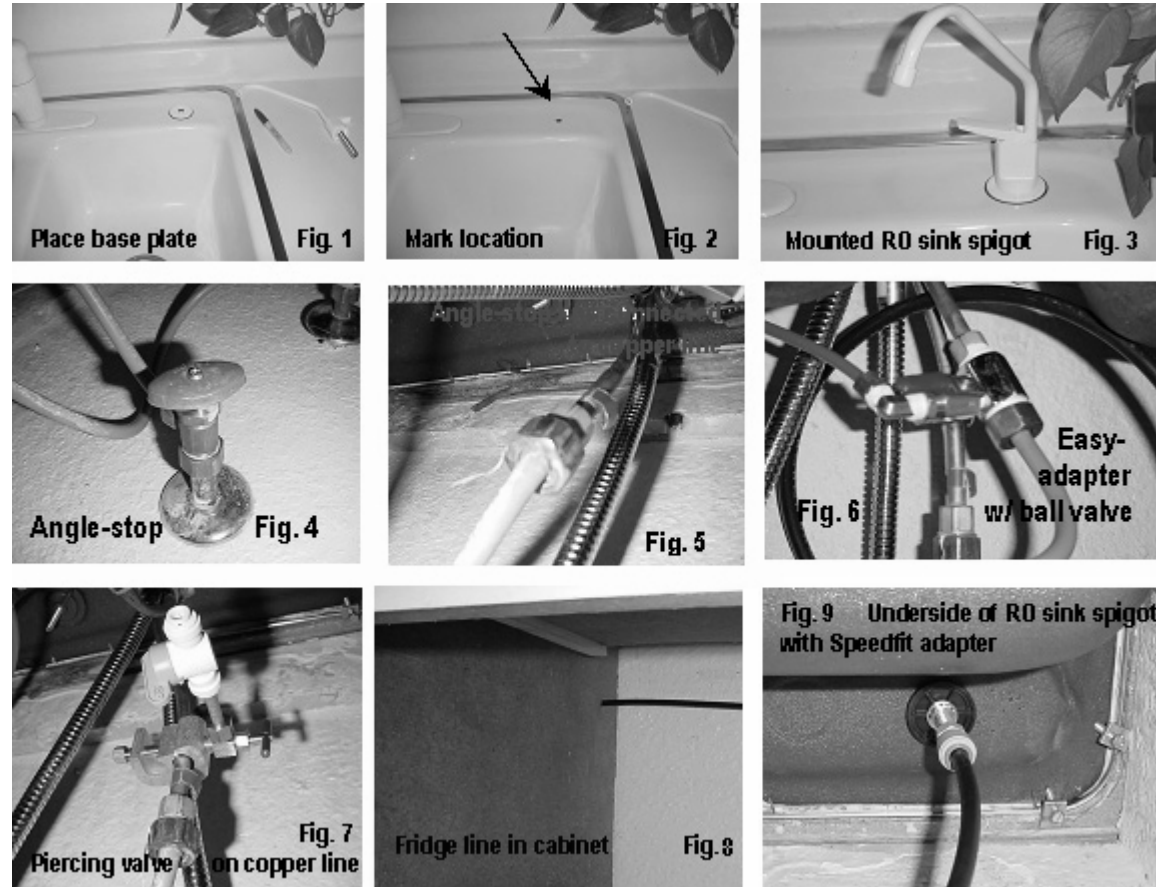 Place base plate Fig. 1
Mark location Fig. 2
Mounted RO sink spigot Fig. 3
Angle-stop Fig. 4
Angle-stop
Fig. 5
Easy-
adapter
Fig. 6 w/ ball valve
Fig. 7
Piercing valve on copper line
Fridge line in cabinet Fig. 8
Fig. 9 Underside of RO sink spigot
with Speedfit adapter